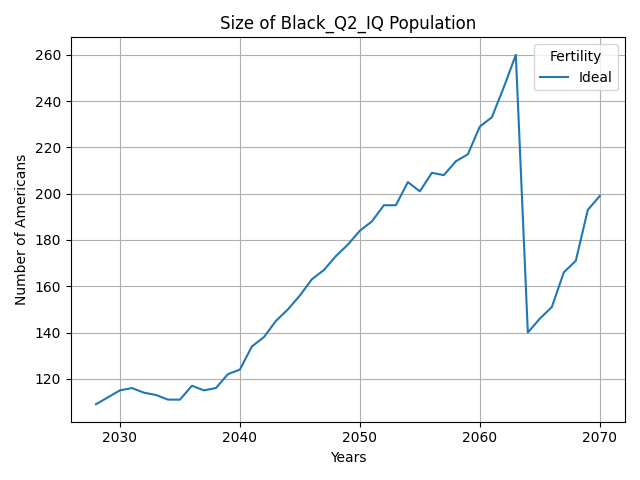 Size of Black_Q2_IQ Population
Fertility
Ideal
Number of Americans
260
240
220
200
180
160
140
120
2030
2040
2050
2060
2070
Years